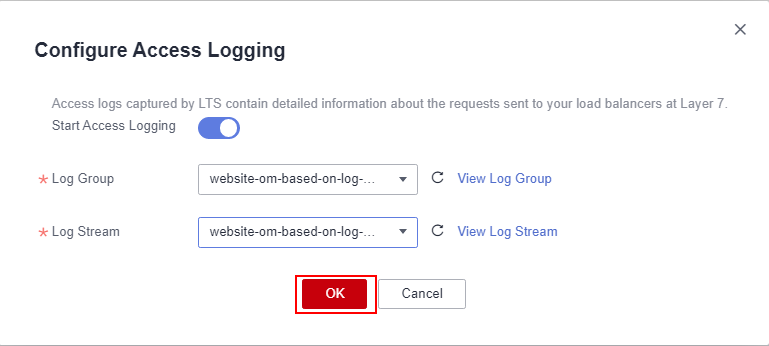 Configure Access Logging
Access logs captured by LTS contain detailed information about the requests sent to your load balancers at Layer 7.
Start Access Logging
* Log Group website-om-based-on-log-... View Log Group
* Log Stream website-om-based-on-log-... View Log Stream
OK Cancel